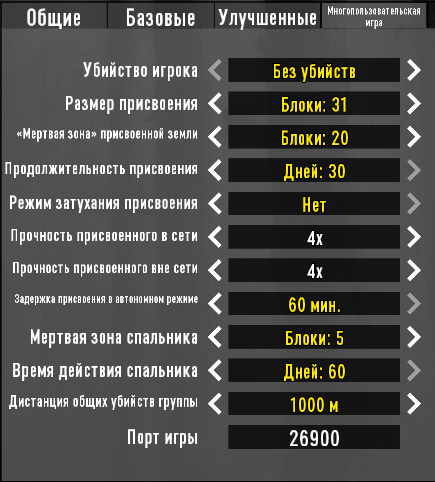 Общие Базовые Улучшенные Многопользовательская
игра
Убийство игрока Без убийств
Размер присвоения Блоки: 31
«Мертвая зона» присвоенной земли Блоки: 20
Продолжительность присвоения Дней: 30
Режим затухания присвоения Нет
Прочность присвоенного в сети 4x
Прочность присвоенного вне сети 4x
Задержка присвоения в автономном режиме 60 мин.
Мертвая зона спальника Блоки: 5
Время действия спальника Дней: 60
Дистанция общих убийств группы 1000 м
Порт игры 26900